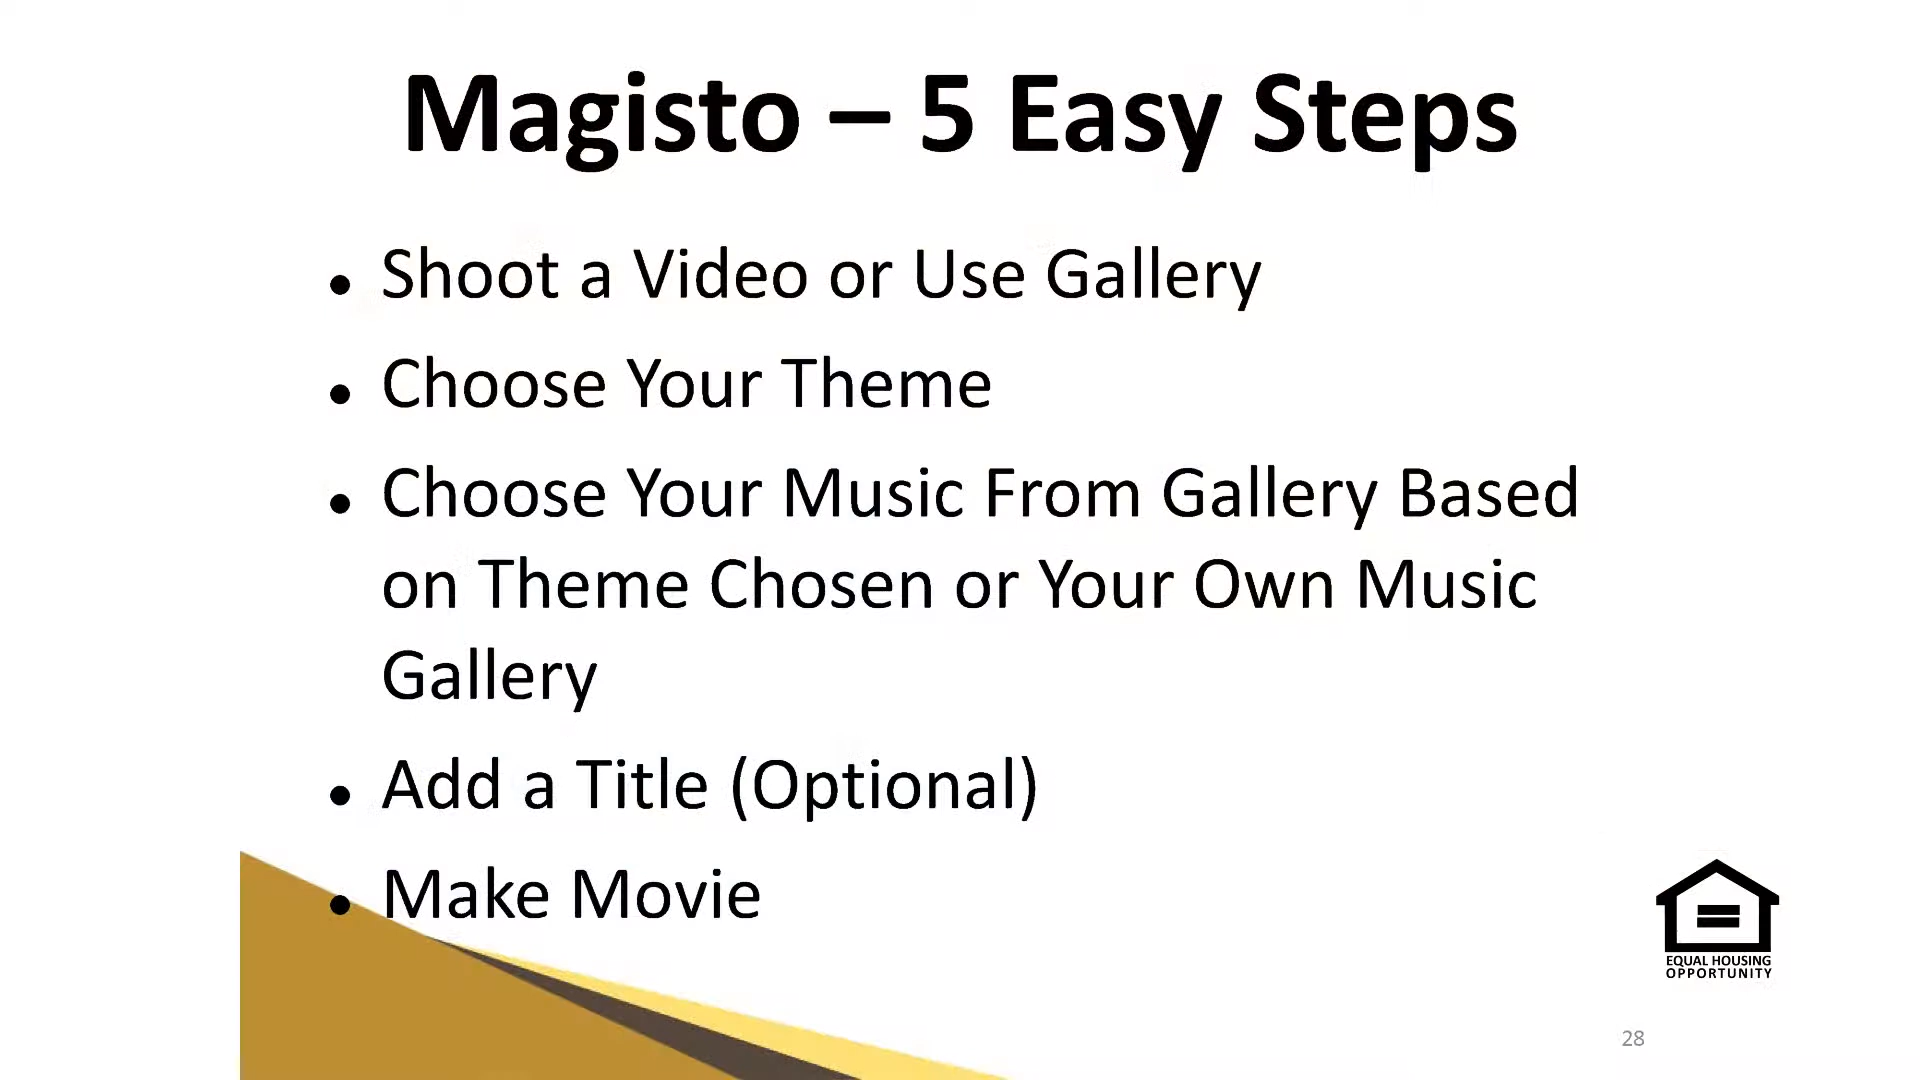 Magisto – 5 Easy Steps
● Shoot a Video or Use Gallery
● Choose Your Theme
● Choose Your Music From Gallery Based
on Theme Chosen or Your Own Music
Gallery
● Add a Title (Optional)
● Make Movie
EQUAL HOUSING
OPPORTUNITY
28